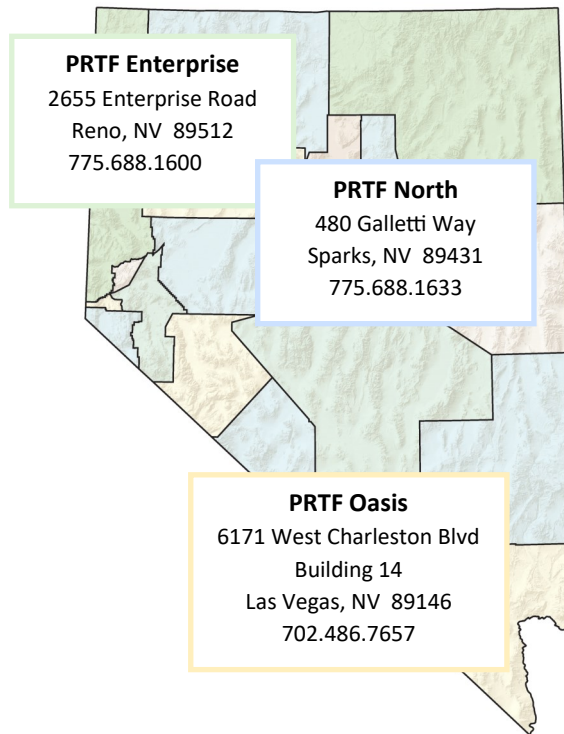 PRTF Enterprise
2655 Enterprise Road
Reno, NV  89512
775.688.1600
PRTF North
480 Galletti Way
Sparks, NV  89431
775.688.1633
PRTF Oasis
6171 West Charleston Blvd
Building 14
Las Vegas, NV  89146
702.486.7657